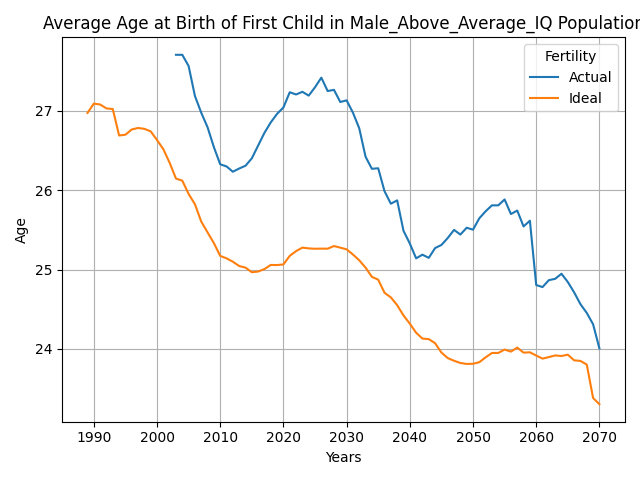 Average Age at Birth of First Child in Male_Above_Average_IQ Population
Fertility
Actual
Ideal
27
26
25
24
Age
1990
2000
2010
2020
2030
2040
2050
2060
2070
Years